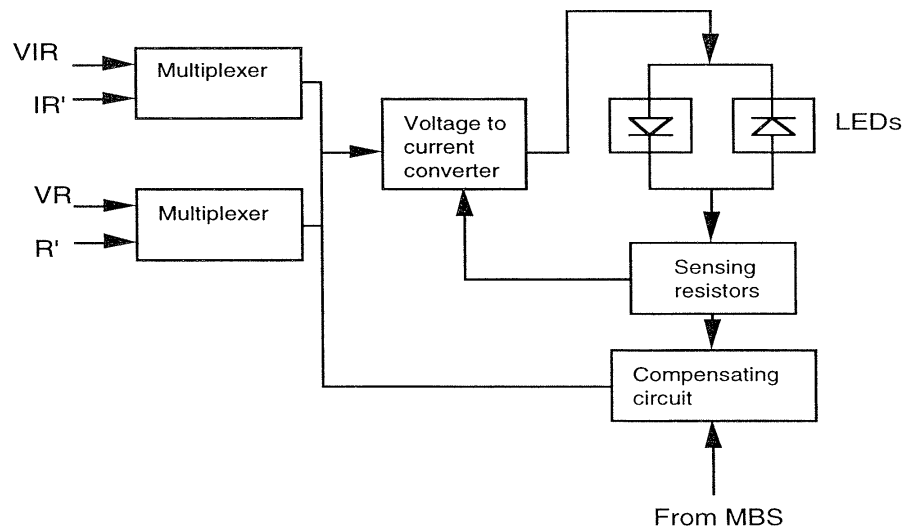 VIR
IR'
Multiplexer
VR
R'
Multiplexer
Voltage to
current
converter
LEDs
Sensing
resistors
Compensating
circuit
From MBS